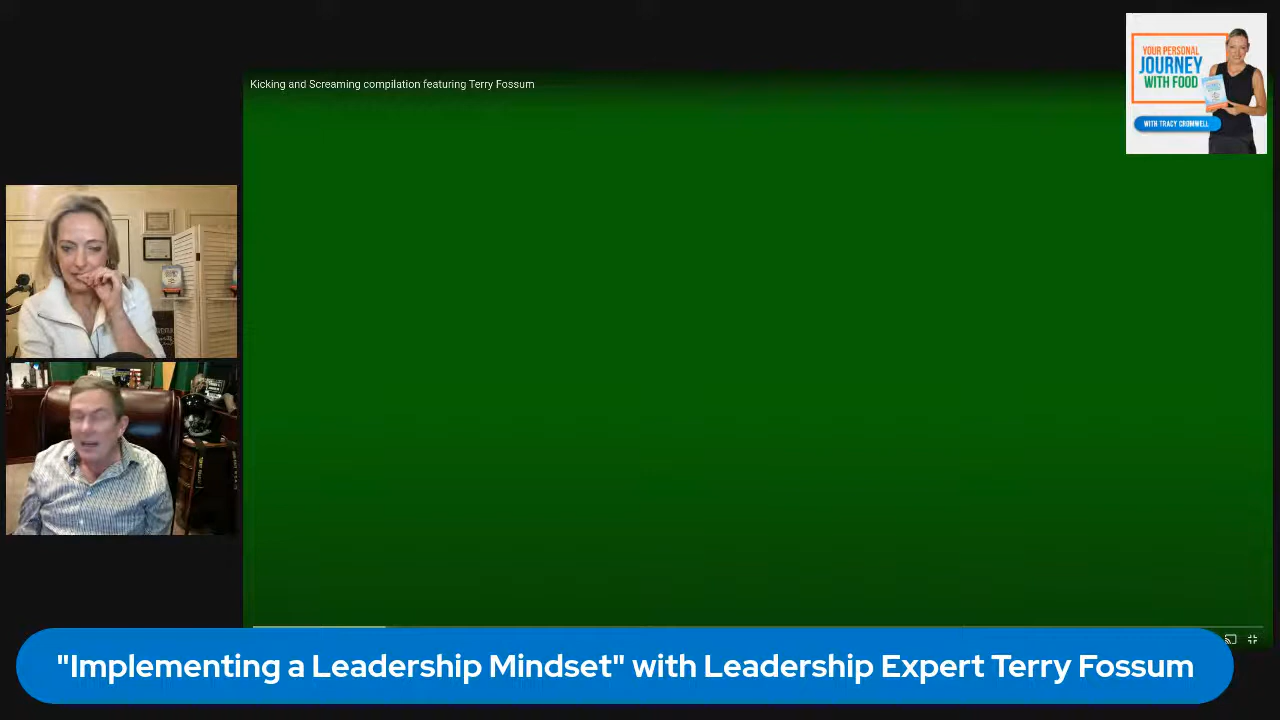 Kicking and Screaming compilation featuring Terry Fossum
YOUR PERSONAL
JOURNEY
WITH FOOD
WITH TRACY CROMWELL
"Implementing a Leadership Mindset" with Leadership Expert Terry Fossum